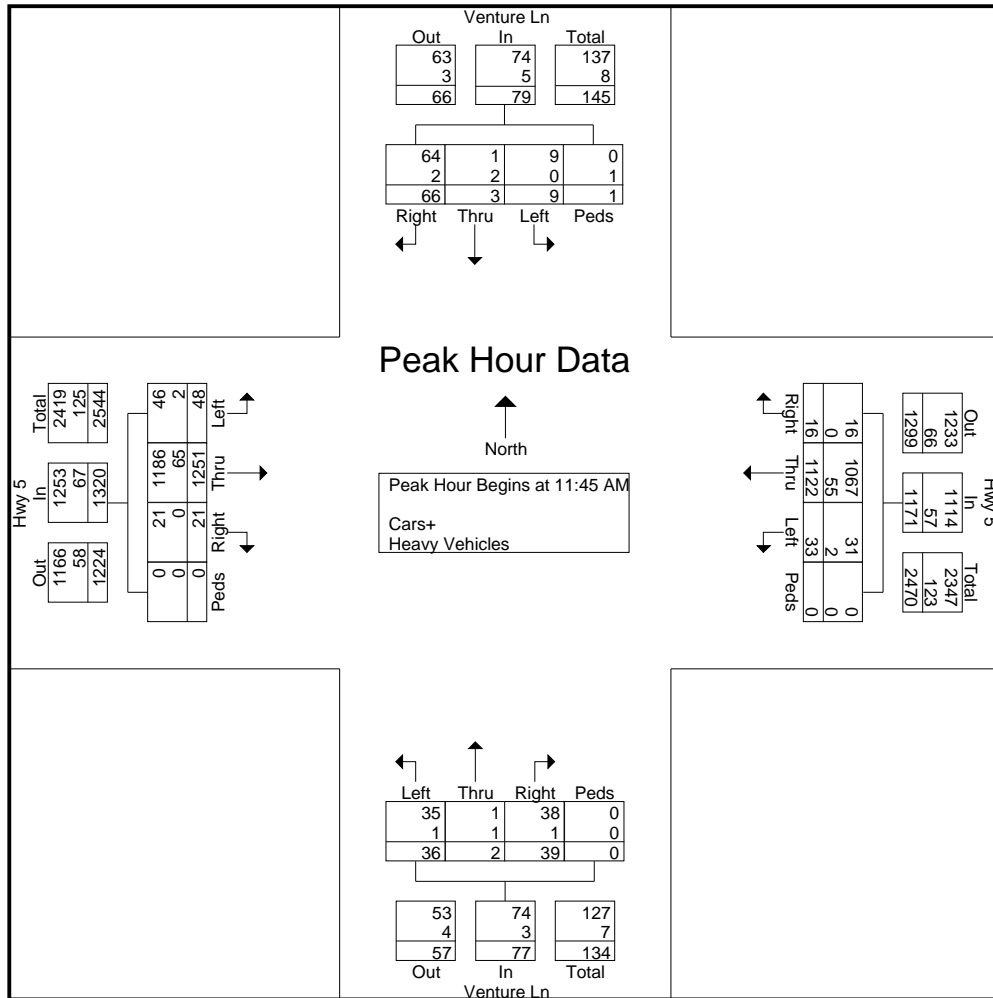 Venture Ln
Out In Total
63 74 137
3 5 8
66 79 145
64 1 9 0
2 2 0 1
66 3 9 1
Right Thru Left Peds
Peak Hour Data
North
Peak Hour Begins at 11:45 AM
Cars+
Heavy Vehicles
Hwy 5
Total In Out
2419 1253 1166
125 67 58
2544 1320 1224
46 1186 21 0
2 65 0 0
48 1251 21 0
Left Thru Right Peds
Hwy 5
Out In Total
1233 1114 2347
66 57 123
1299 1171 2470
16 1067 31 0
0 55 2 0
16 1122 33 0
Right Thru Left Peds
Left Thru Right Peds
35 1 38 0
1 1 1 0
36 2 39 0
53 74 127
4 3 7
57 77 134
Out In Total
Venture Ln